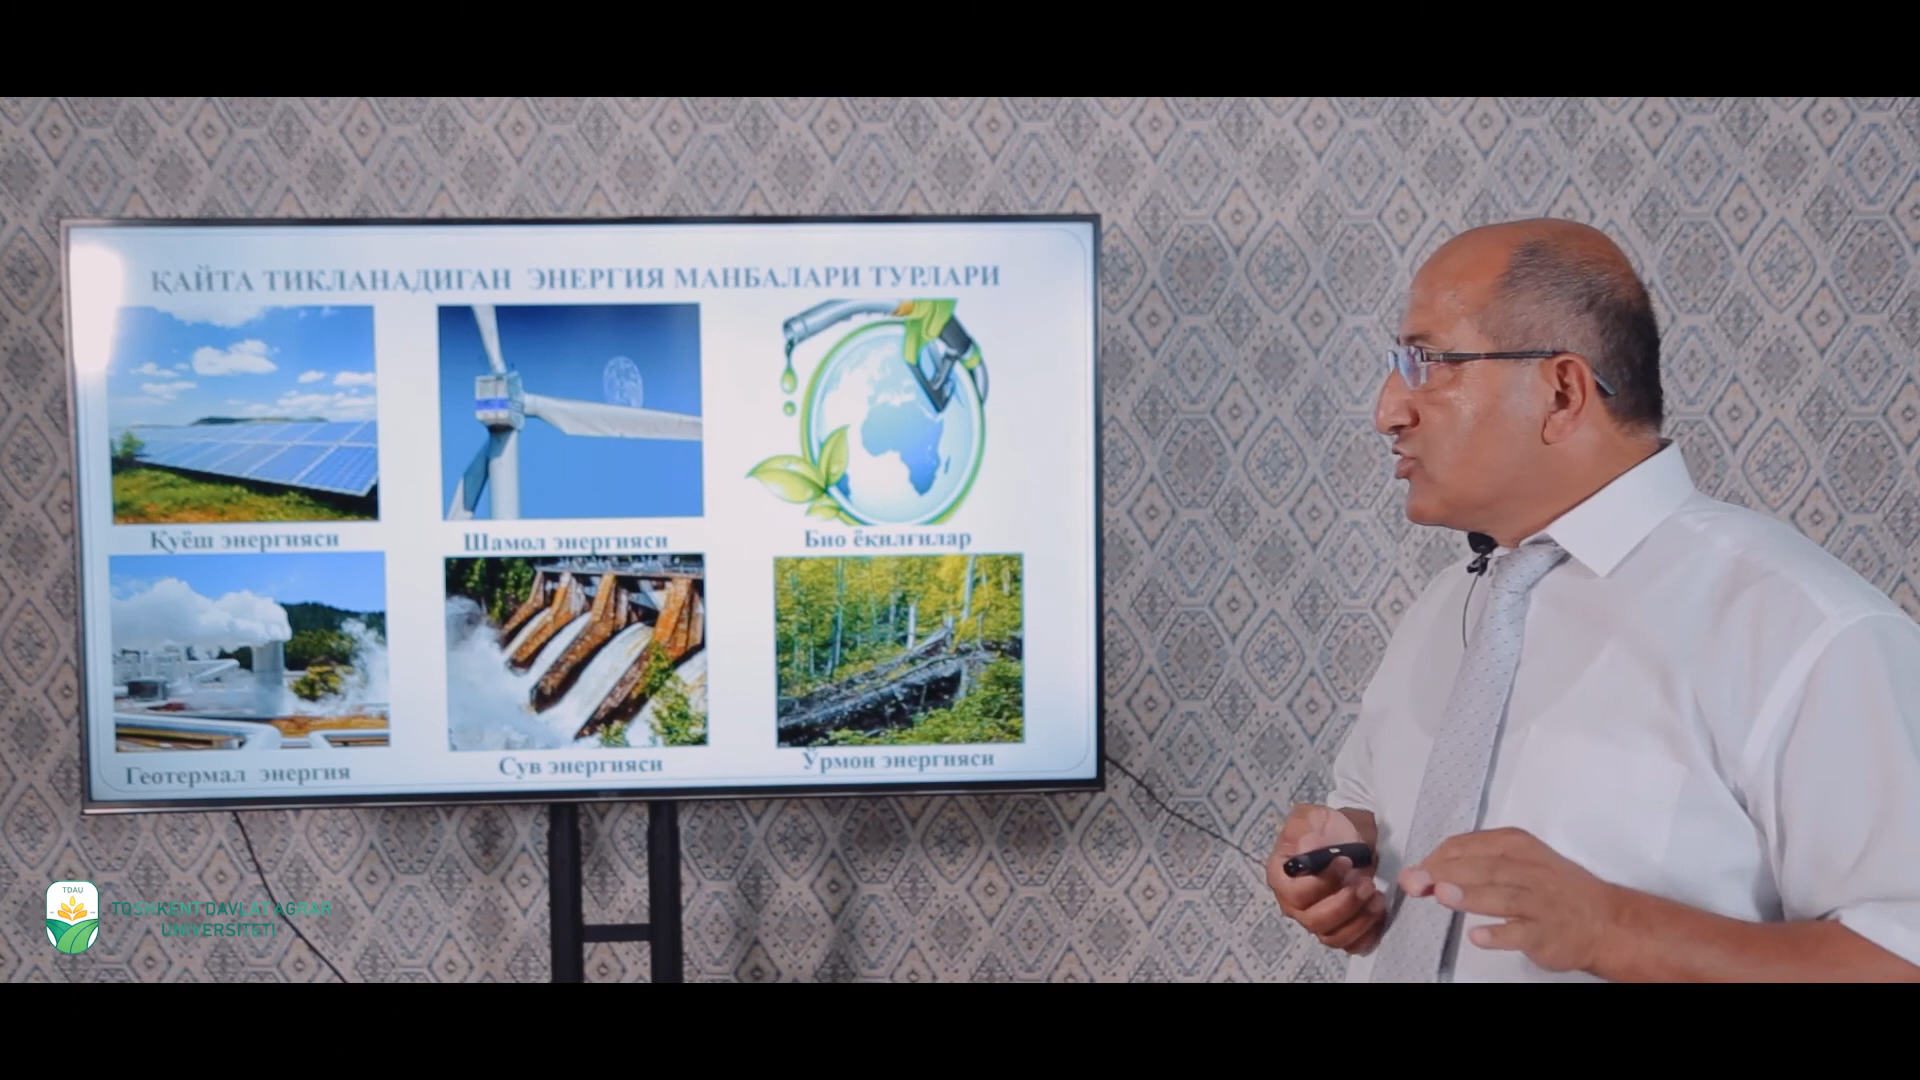 ҚАЙТА ТИКЛАНАДИГАН ЭНЕРГИЯ МАНБАЛАРИ ТУРЛАРИ
Қуёш энергияси
Шамол энергияси
Био ёқилғилар
Геотермал энергия
Сув энергияси
Ўрмон энергияси
TDAU
TOSHKENT DAVLAT AGRAR
UNIVERSITETI